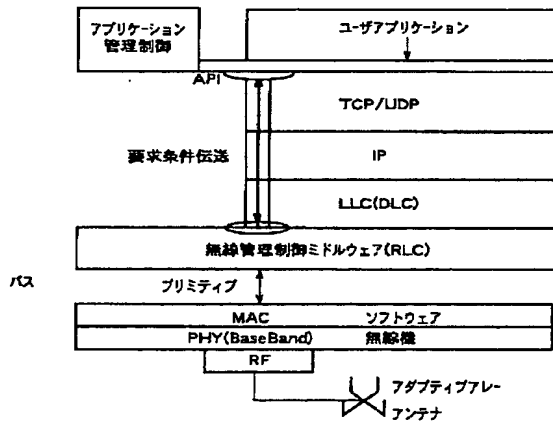 アプリケーション
管理制御
ユーザアプリケーション
API
TCP/UDP
要求条件伝送
IP
LLC(DLC)
無線管理制御ミドルウェア(RLC)
バス
プリミティブ
MAC ソフトウェア
PHY(BaseBand) 無線機
RF
アダプティブアレー
アンテナ